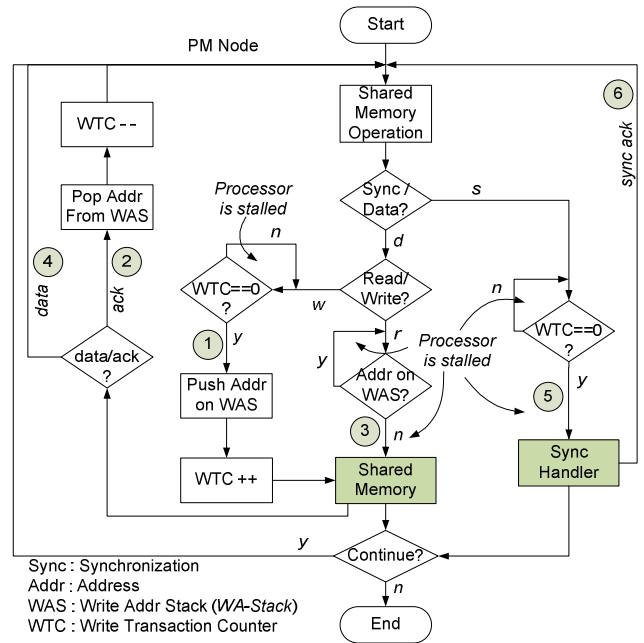 Start
PM Node
Shared
Memory
Operation
6
sync ack
WTC - -
Pop Addr
From WAS
Processor
is stalled
Sync /
Data?
s
d
n
4
data
2
ack
WTC==0
?
w
Read/
Write?
n
WTC==0
?
1
y
r
y
Processor
is stalled
data/ack
?
Addr on
WAS?
y
5
Push Addr
on WAS
3
n
WTC ++
Shared
Memory
Sync
Handler
y
Continue?
n
End
Sync : Synchronization
Addr : Address
WAS : Write Addr Stack (WA-Stack)
WTC : Write Transaction Counter